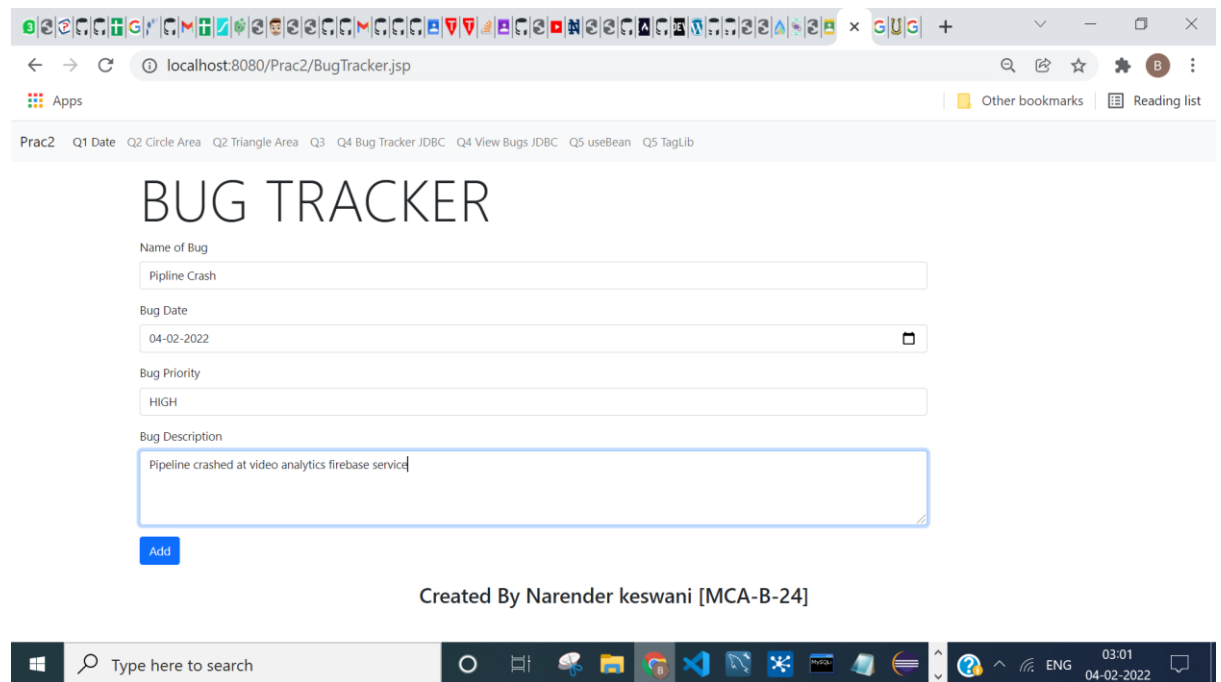 localhost:8080/Prac2/BugTracker.jsp
B
Apps
Other bookmarks
Reading list
Prac2 Q1 Date Q2 Circle Area Q2 Triangle Area Q3 Q4 Bug Tracker JDBC Q4 View Bugs JDBC Q5 useBean Q5 TagLib
BUG TRACKER
Name of Bug
Pipline Crash
Bug Date
04-02-2022
Bug Priority
HIGH
Bug Description
Pipeline crashed at video analytics firebase service
Add
Created By Narender keswani [MCA-B-24]
Type here to search
ENG
03:01
04-02-2022